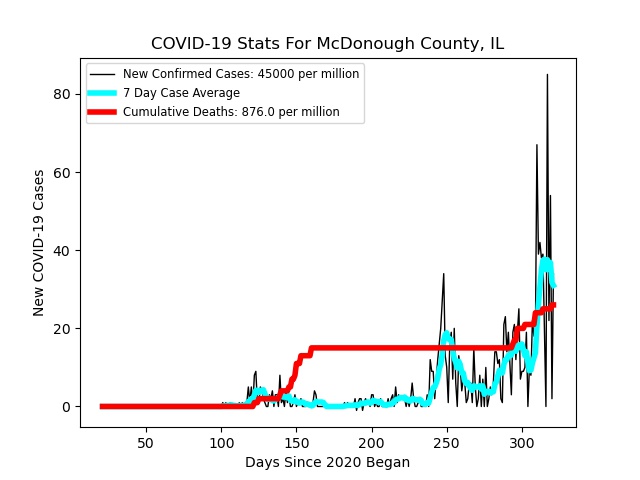 COVID-19 Stats For McDonough County, IL
New Confirmed Cases: 45000 per million
7 Day Case Average
Cumulative Deaths: 876.0 per million
New COVID-19 Cases
80
60
40
20
0
50 100 150 200 250 300
Days Since 2020 Began